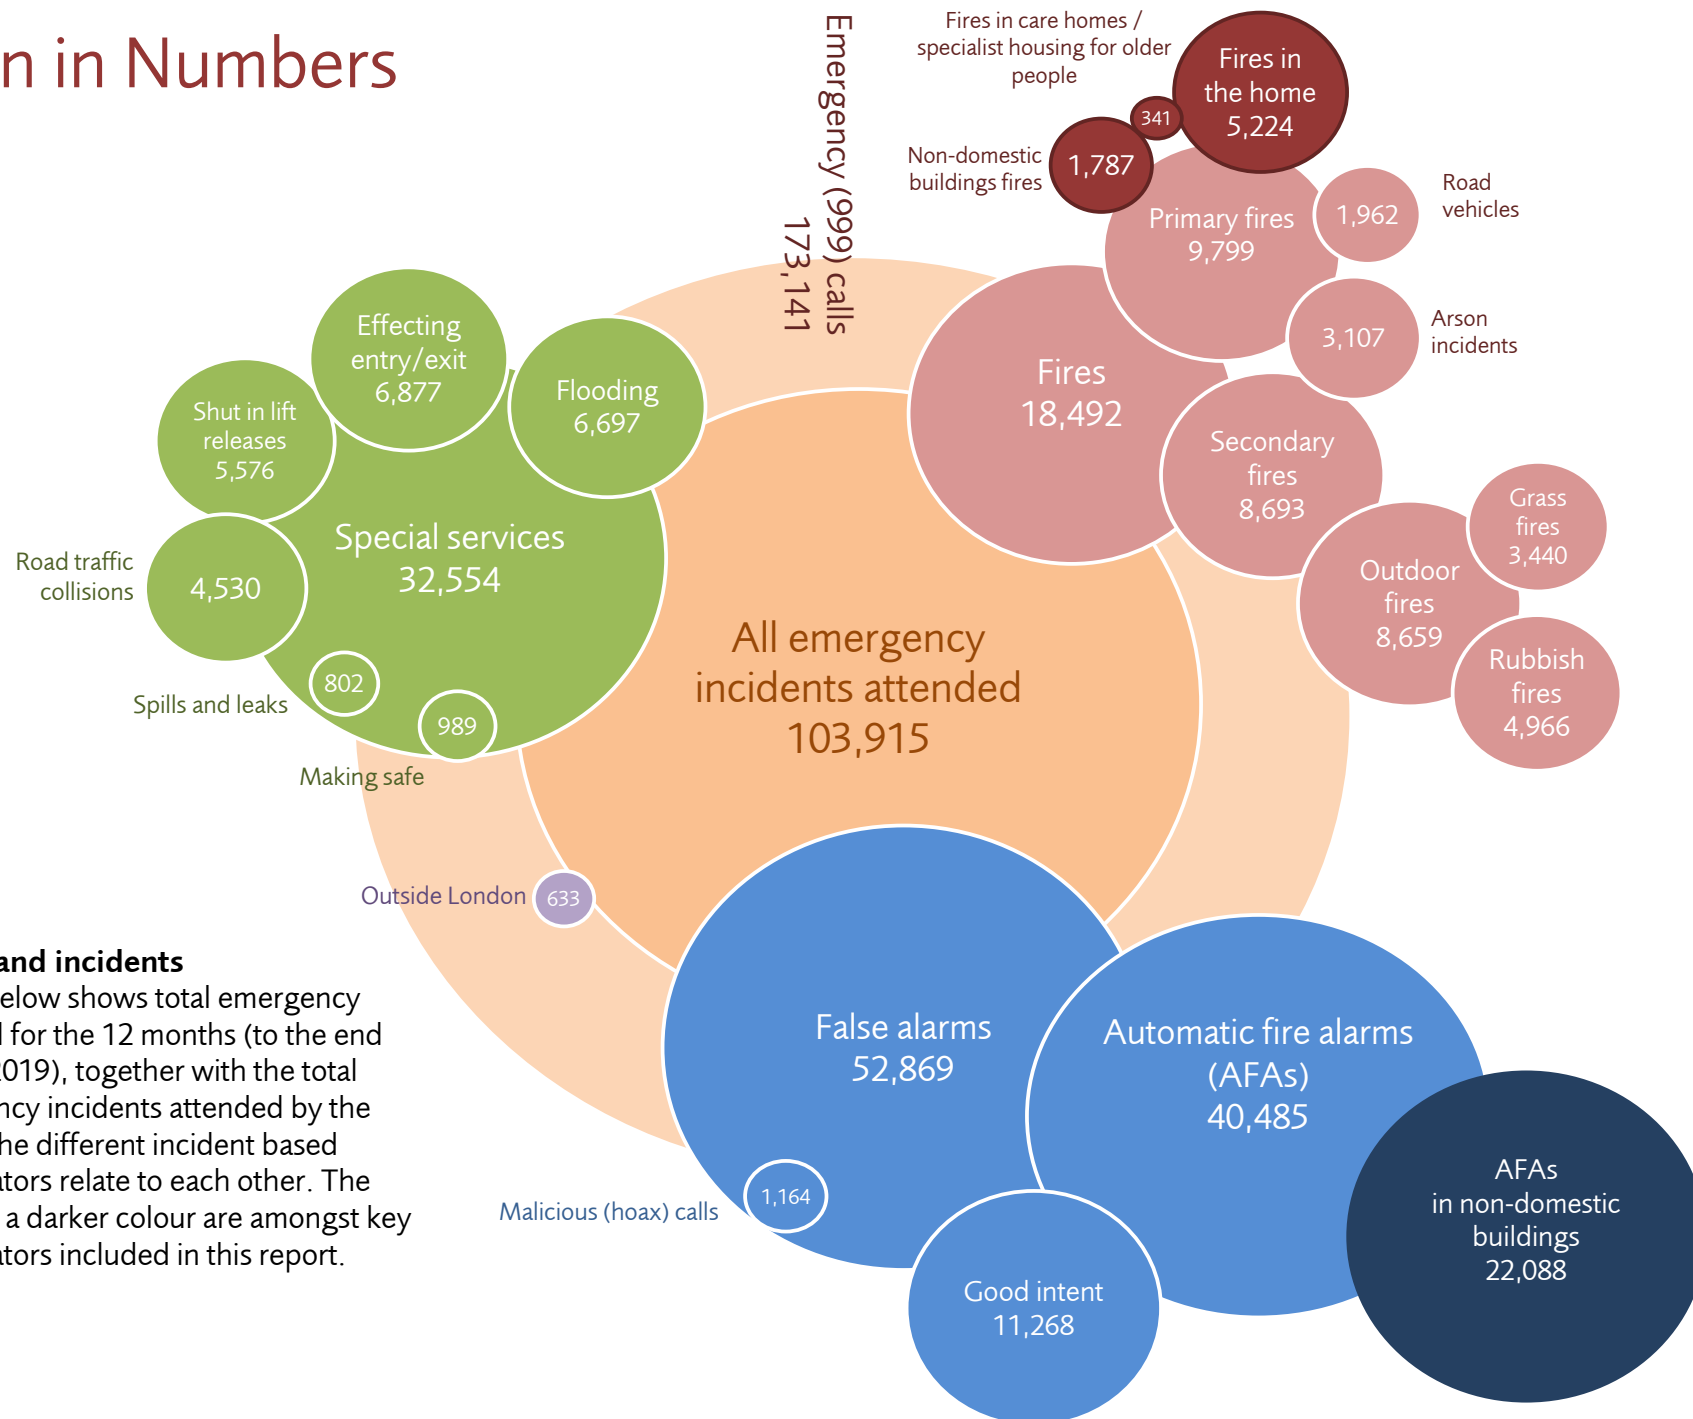 n in Numbers
Emergency (999) calls
173,141
Fires in care homes /
specialist housing for older
people
341
Fires in
the home
5,224
Non-domestic
buildings fires
1,787
Primary fires
9,799
1,962
Road
vehicles
3,107
Arson
incidents
Fires
18,492
Secondary
fires
8,693
Outdoor
fires
8,659
Grass
fires
3,440
Rubbish
fires
4,966
Effecting
entry/exit
6,877
Flooding
6,697
Shut in lift
releases
5,576
Special services
32,554
Road traffic
collisions
4,530
802
Spills and leaks
989
Making safe
All emergency
incidents attended
103,915
Outside London
633
and incidents
elow shows total emergency
for the 12 months (to the end
2019), together with the total
ncy incidents attended by the
he different incident based
ators relate to each other. The
a darker colour are amongst key
ators included in this report.
False alarms
52,869
Automatic fire alarms
(AFAs)
40,485
AFAs
in non-domestic
buildings
22,088
Malicious (hoax) calls
1,164
Good intent
11,268